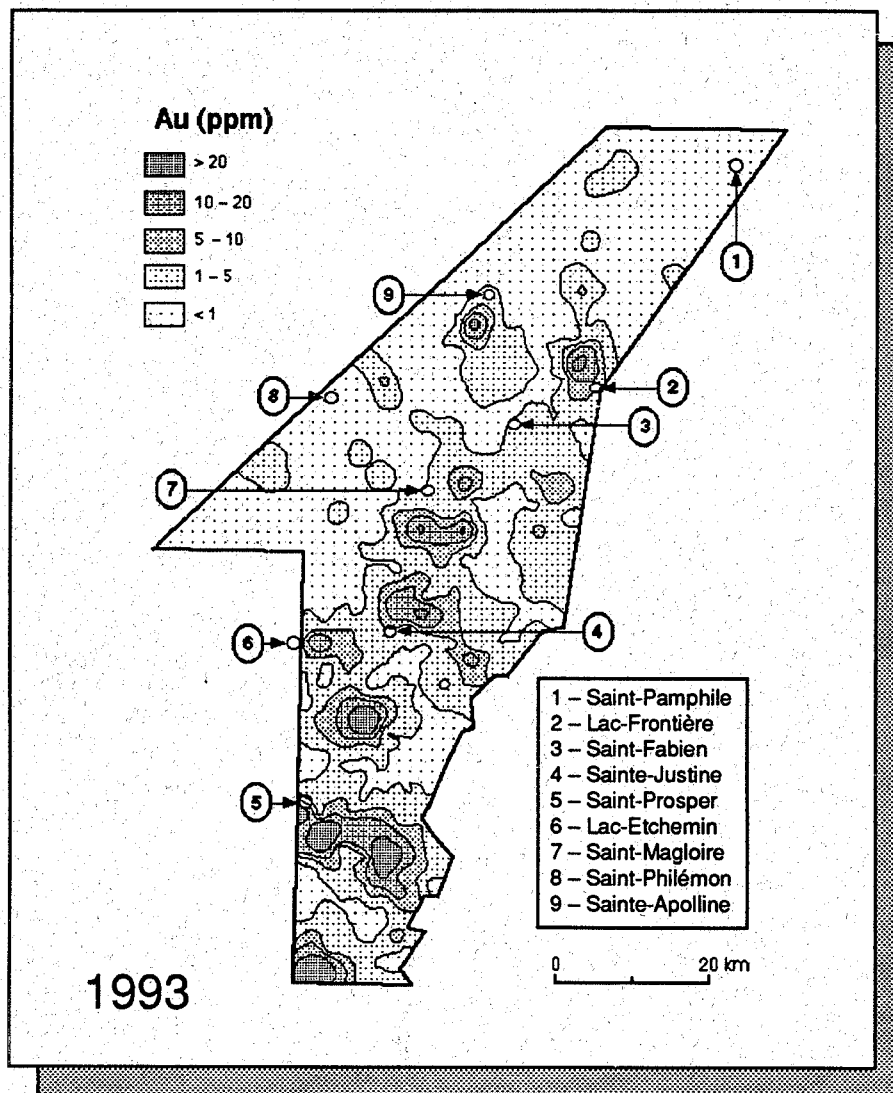 Au (ppm)
> 20
10 – 20
5 – 10
1 – 5
< 1
1
9
2
8
3
7
6
4
5
1 – Saint-Pamphile
2 – Lac-Frontière
3 – Saint-Fabien
4 – Sainte-Justine
5 – Saint-Prosper
6 – Lac-Etchemin
7 – Saint-Magloire
8 – Saint-Philémon
9 – Sainte-Apolline
0 20 km
1993